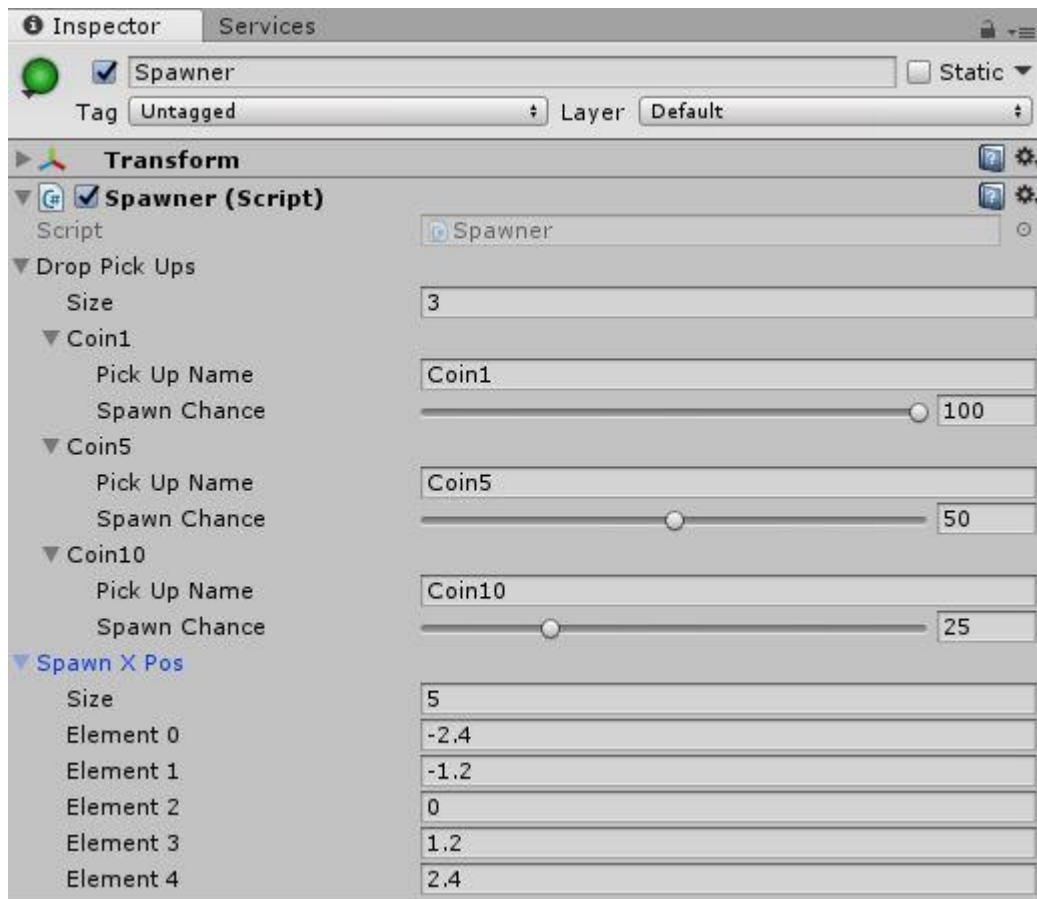 Inspector Services
Spawner Static
Tag Untagged Layer Default
Transform
Spawner (Script)
Script Spawner
Drop Pick Ups
Size 3
Coin1
Pick Up Name Coin1
Spawn Chance 100
Coin5
Pick Up Name Coin5
Spawn Chance 50
Coin10
Pick Up Name Coin10
Spawn Chance 25
Spawn X Pos
Size 5
Element 0 -2.4
Element 1 -1.2
Element 2 0
Element 3 1.2
Element 4 2.4